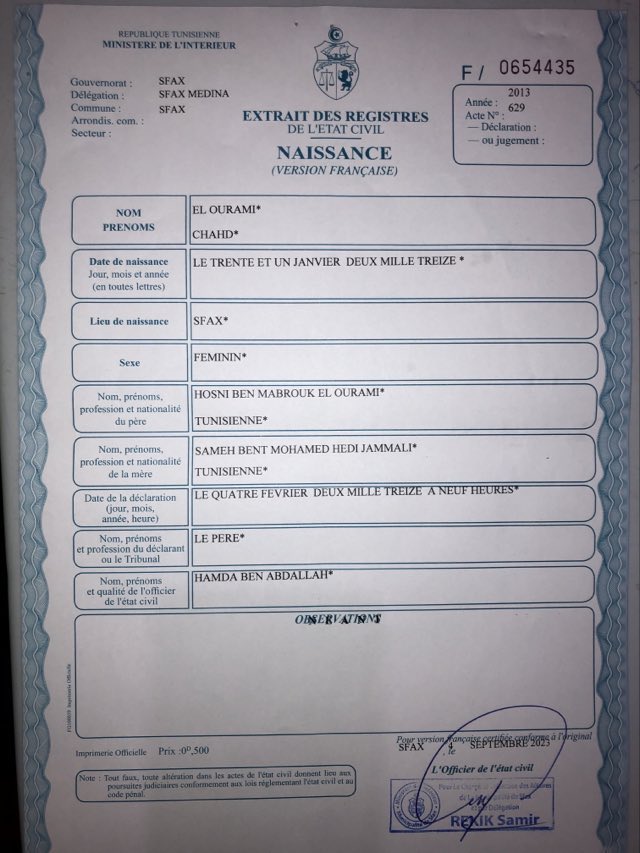 REPUBLIQUE TUNISIENNE
MINISTERE DE L'INTERIEUR
Gouvernorat : SFAX
Délégation : SFAX MEDINA
Commune : SFAX
Arrondis. com. :
Secteur :
F/ 0654435
2013
Année : 629
Acte N° :
— Déclaration :
— ou jugement :
EXTRAIT DES REGISTRES
DE L'ETAT CIVIL
NAISSANCE
(VERSION FRANÇAISE)
NOM
PRENOMS
EL OURAMI*
CHAHD*
Date de naissance
Jour, mois et année
(en toutes lettres)
LE TRENTE ET UN JANVIER DEUX MILLE TREIZE *
Lieu de naissance
SFAX*
Sexe
FEMININ*
Nom, prénoms,
profession et nationalité
du père
HOSNI BEN MABROUK EL OURAMI*
TUNISIENNE*
Nom, prénoms,
profession et nationalité
de la mère
SAMEH BENT MOHAMED HEDI JAMMALI*
TUNISIENNE*
Date de la déclaration
(jour, mois,
année, heure)
LE QUATRE FEVRIER DEUX MILLE TREIZE A NEUF HEURES*
Nom, prénoms
et profession du déclarant
ou le Tribunal
LE PERE*
Nom, prénoms
et qualité de l'officier
de l'état civil
HAMDA BEN ABDALLAH*
OBSERVATIONS
Imprimerie Officielle
Imprimerie Officielle Prix :0ᴰ,500
Note : Tout faux, toute altération dans les actes de l'état civil donnent lieu aux
poursuites judiciaires conformément aux lois réglementant l'état civil et au
code pénal.
Pour version française certifiée conforme à l'original
SFAX , le 4 SEPTEMBRE 2023
L'Officier de l'état civil
REKIK Samir